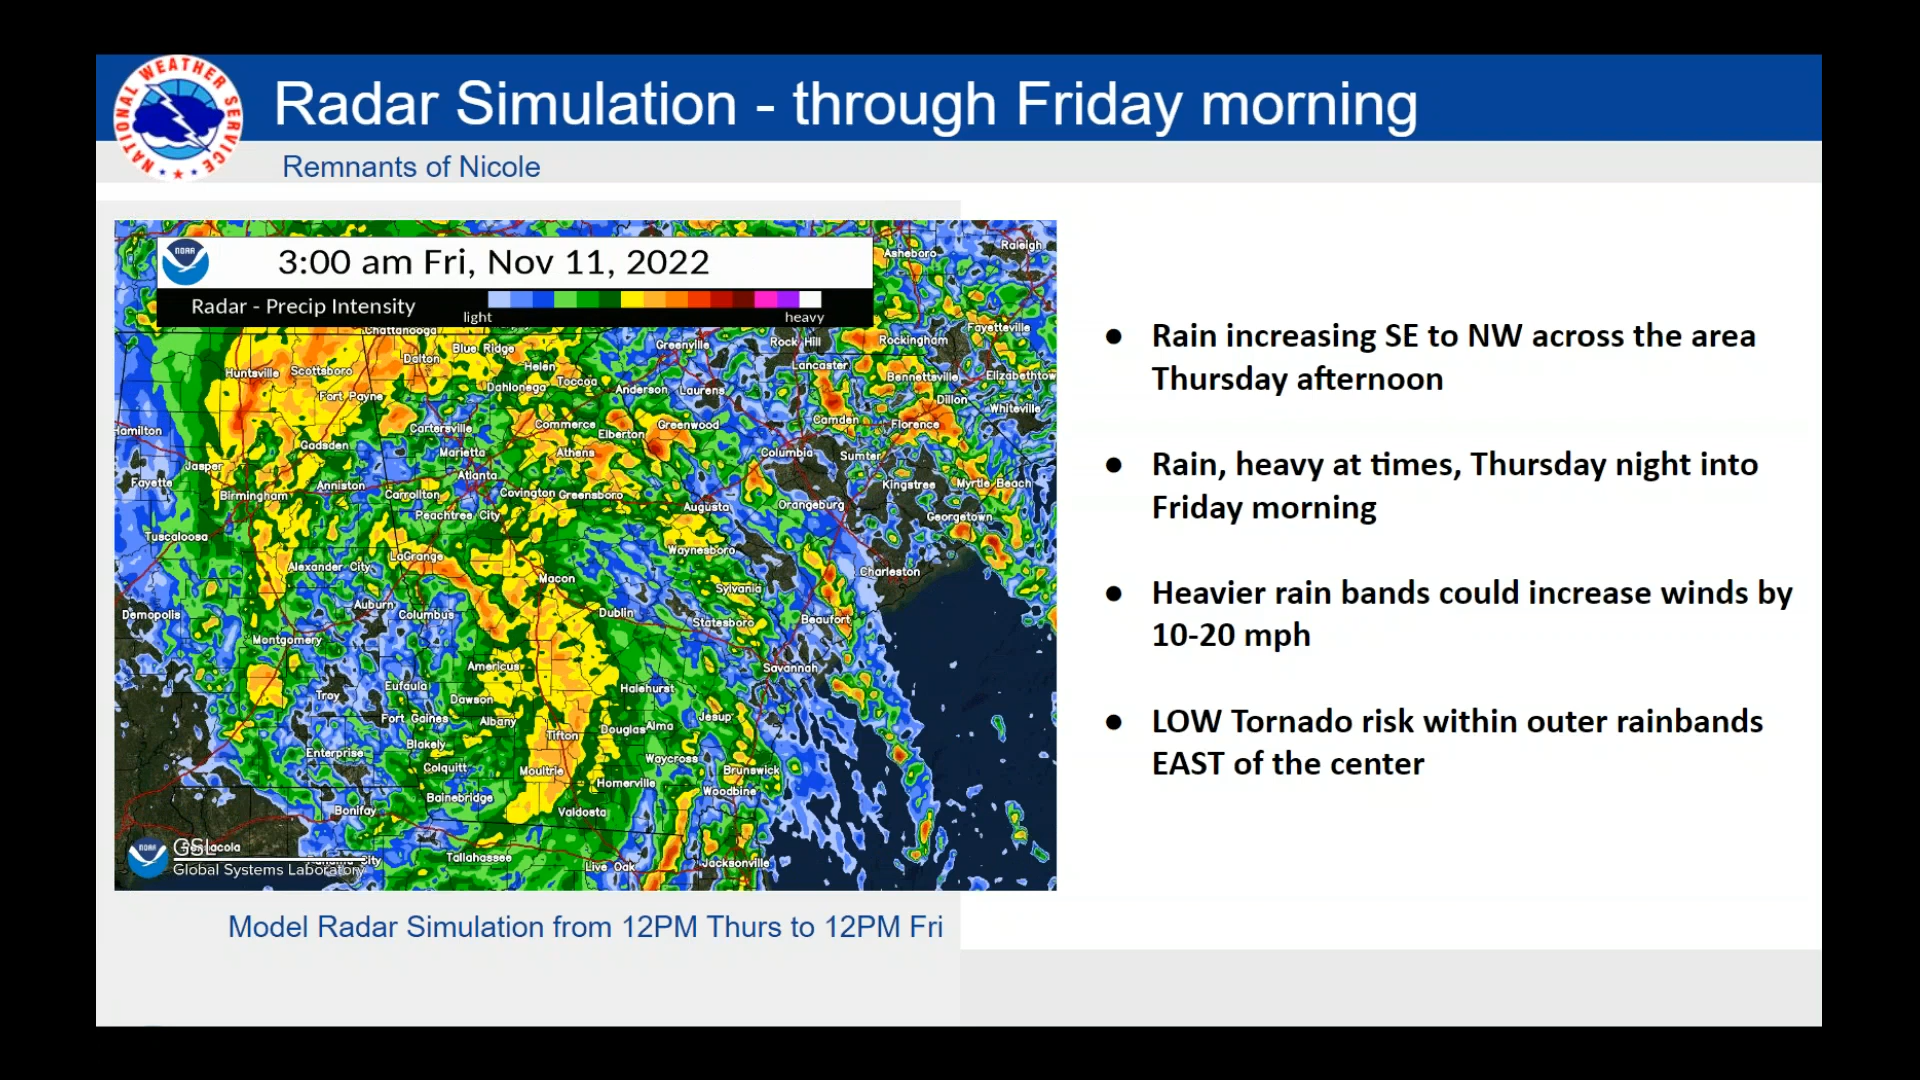 NATIONAL WEATHER SERVICE
Radar Simulation - through Friday morning
Remnants of Nicole
NOAA
3:00 am Fri, Nov 11, 2022
Radar - Precip Intensity
light
heavy
Asheboro
Raleigh
Chattanooga
Fayetteville
Dalton
Blue Ridge
Greenville
Rock Hill
Rockingham
Huntsville
Scottsboro
Helen
Lancaster
Dahlonega
Toccoa
Anderson
Laurens
Bennettsville
Elizabethtow
Fort Payne
Dillon
Whiteville
Hamilton
Cartersville
Commerce
Elberton
Greenwood
Camden
Florence
Gadsden
Jasper
Marietta
Athens
Columbia
Sumter
Fayette
Anniston
Atlanta
Kingstree
Myrtle Beach
Birmingham
Carrollton
Covington
Greensboro
Augusta
Orangeburg
Peachtree City
Georgetown
Tuscaloosa
LaGrange
Waynesboro
Alexander City
Macon
Charleston
Sylvania
Demopolis
Auburn
Columbus
Dublin
Statesboro
Beaufort
Montgomery
Americus
Savannah
Troy
Eufaula
Dawson
Hazlehurst
Fort Gaines
Albany
Jesup
Douglas
Alma
Enterprise
Blakely
Tifton
Colquitt
Moultrie
Waycross
Brunswick
Homerville
Bainbridge
Woodbine
Bonifay
Valdosta
NOAA
GSL
Global Systems Laboratory
Tallahassee
Live Oak
Jacksonville
City
Model Radar Simulation from 12PM Thurs to 12PM Fri
● Rain increasing SE to NW across the area
Thursday afternoon
● Rain, heavy at times, Thursday night into
Friday morning
● Heavier rain bands could increase winds by
10-20 mph
● LOW Tornado risk within outer rainbands
EAST of the center